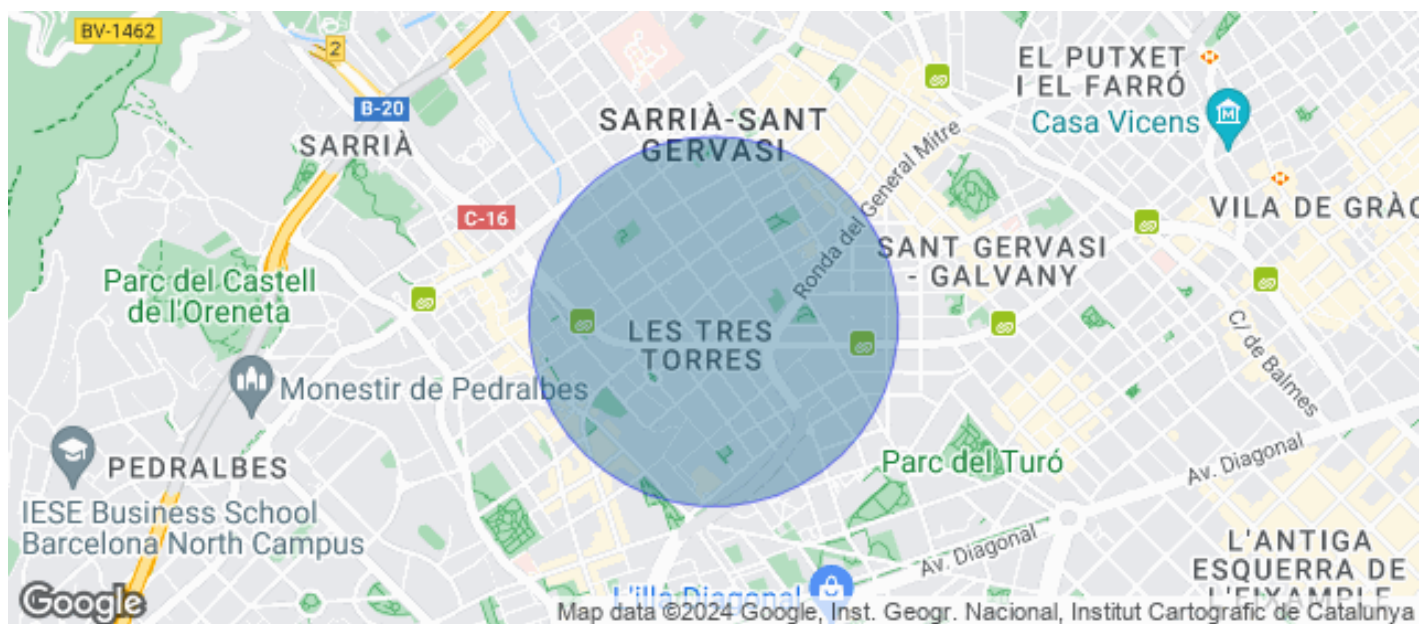 BV-1462
2
B-20
SARRIÀ
SARRIÀ-SANT
GERVASI
EL PUTXET
I EL FARRÓ
Casa Vicens
Ronda del General Mitre
C-16
VILA DE GRÀC
SANT GERVASI
- GALVANY
Parc del Castell
de l'Oreneta
LES TRES
TORRES
C/ de Balmes
Monestir de Pedralbes
PEDRALBES
Parc del Turó
Av. Diagonal
IESE Business School
Barcelona North Campus
Av. Diagonal
L'ANTIGA
ESQUERRA DE
L'EIXAMPLE
L'illa Diagonal
Google
Map data ©2024 Google, Inst. Geogr. Nacional, Institut Cartogràfic de Catalunya